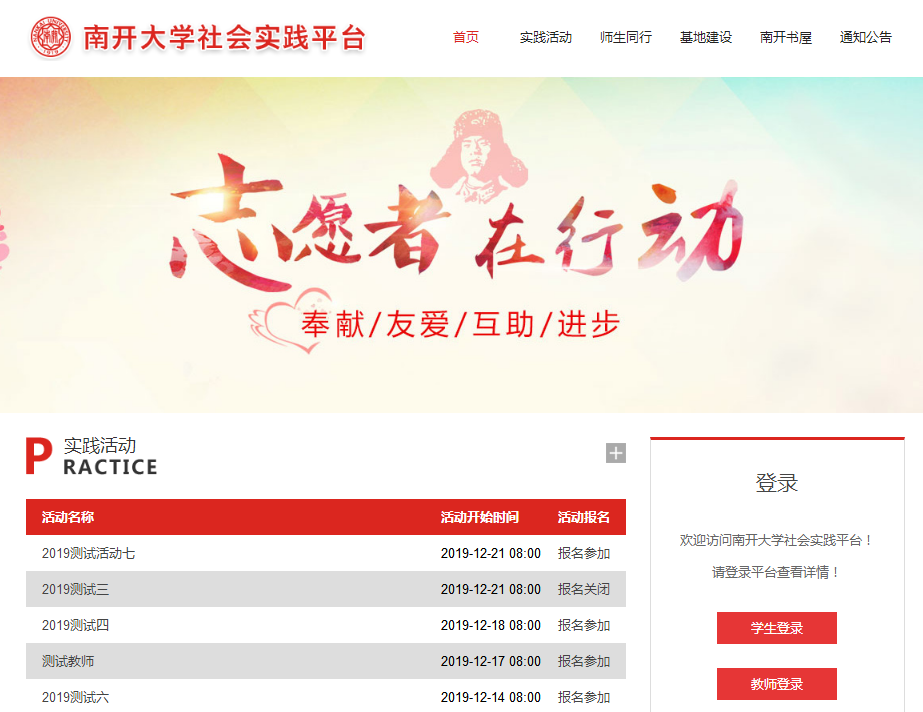 南开大学社会实践平台
首页 实践活动 师生同行 基地建设 南开书屋 通知公告
志愿者在行动
奉献/友爱/互助/进步
实践活动
PRACTICE
活动名称 活动开始时间 活动报名
2019测试活动七 2019-12-21 08:00 报名参加
2019测试三 2019-12-21 08:00 报名关闭
2019测试四 2019-12-18 08:00 报名参加
测试教师 2019-12-17 08:00 报名参加
2019测试六 2019-12-14 08:00 报名参加
登录
欢迎访问南开大学社会实践平台！
请登录平台查看详情！
学生登录
教师登录